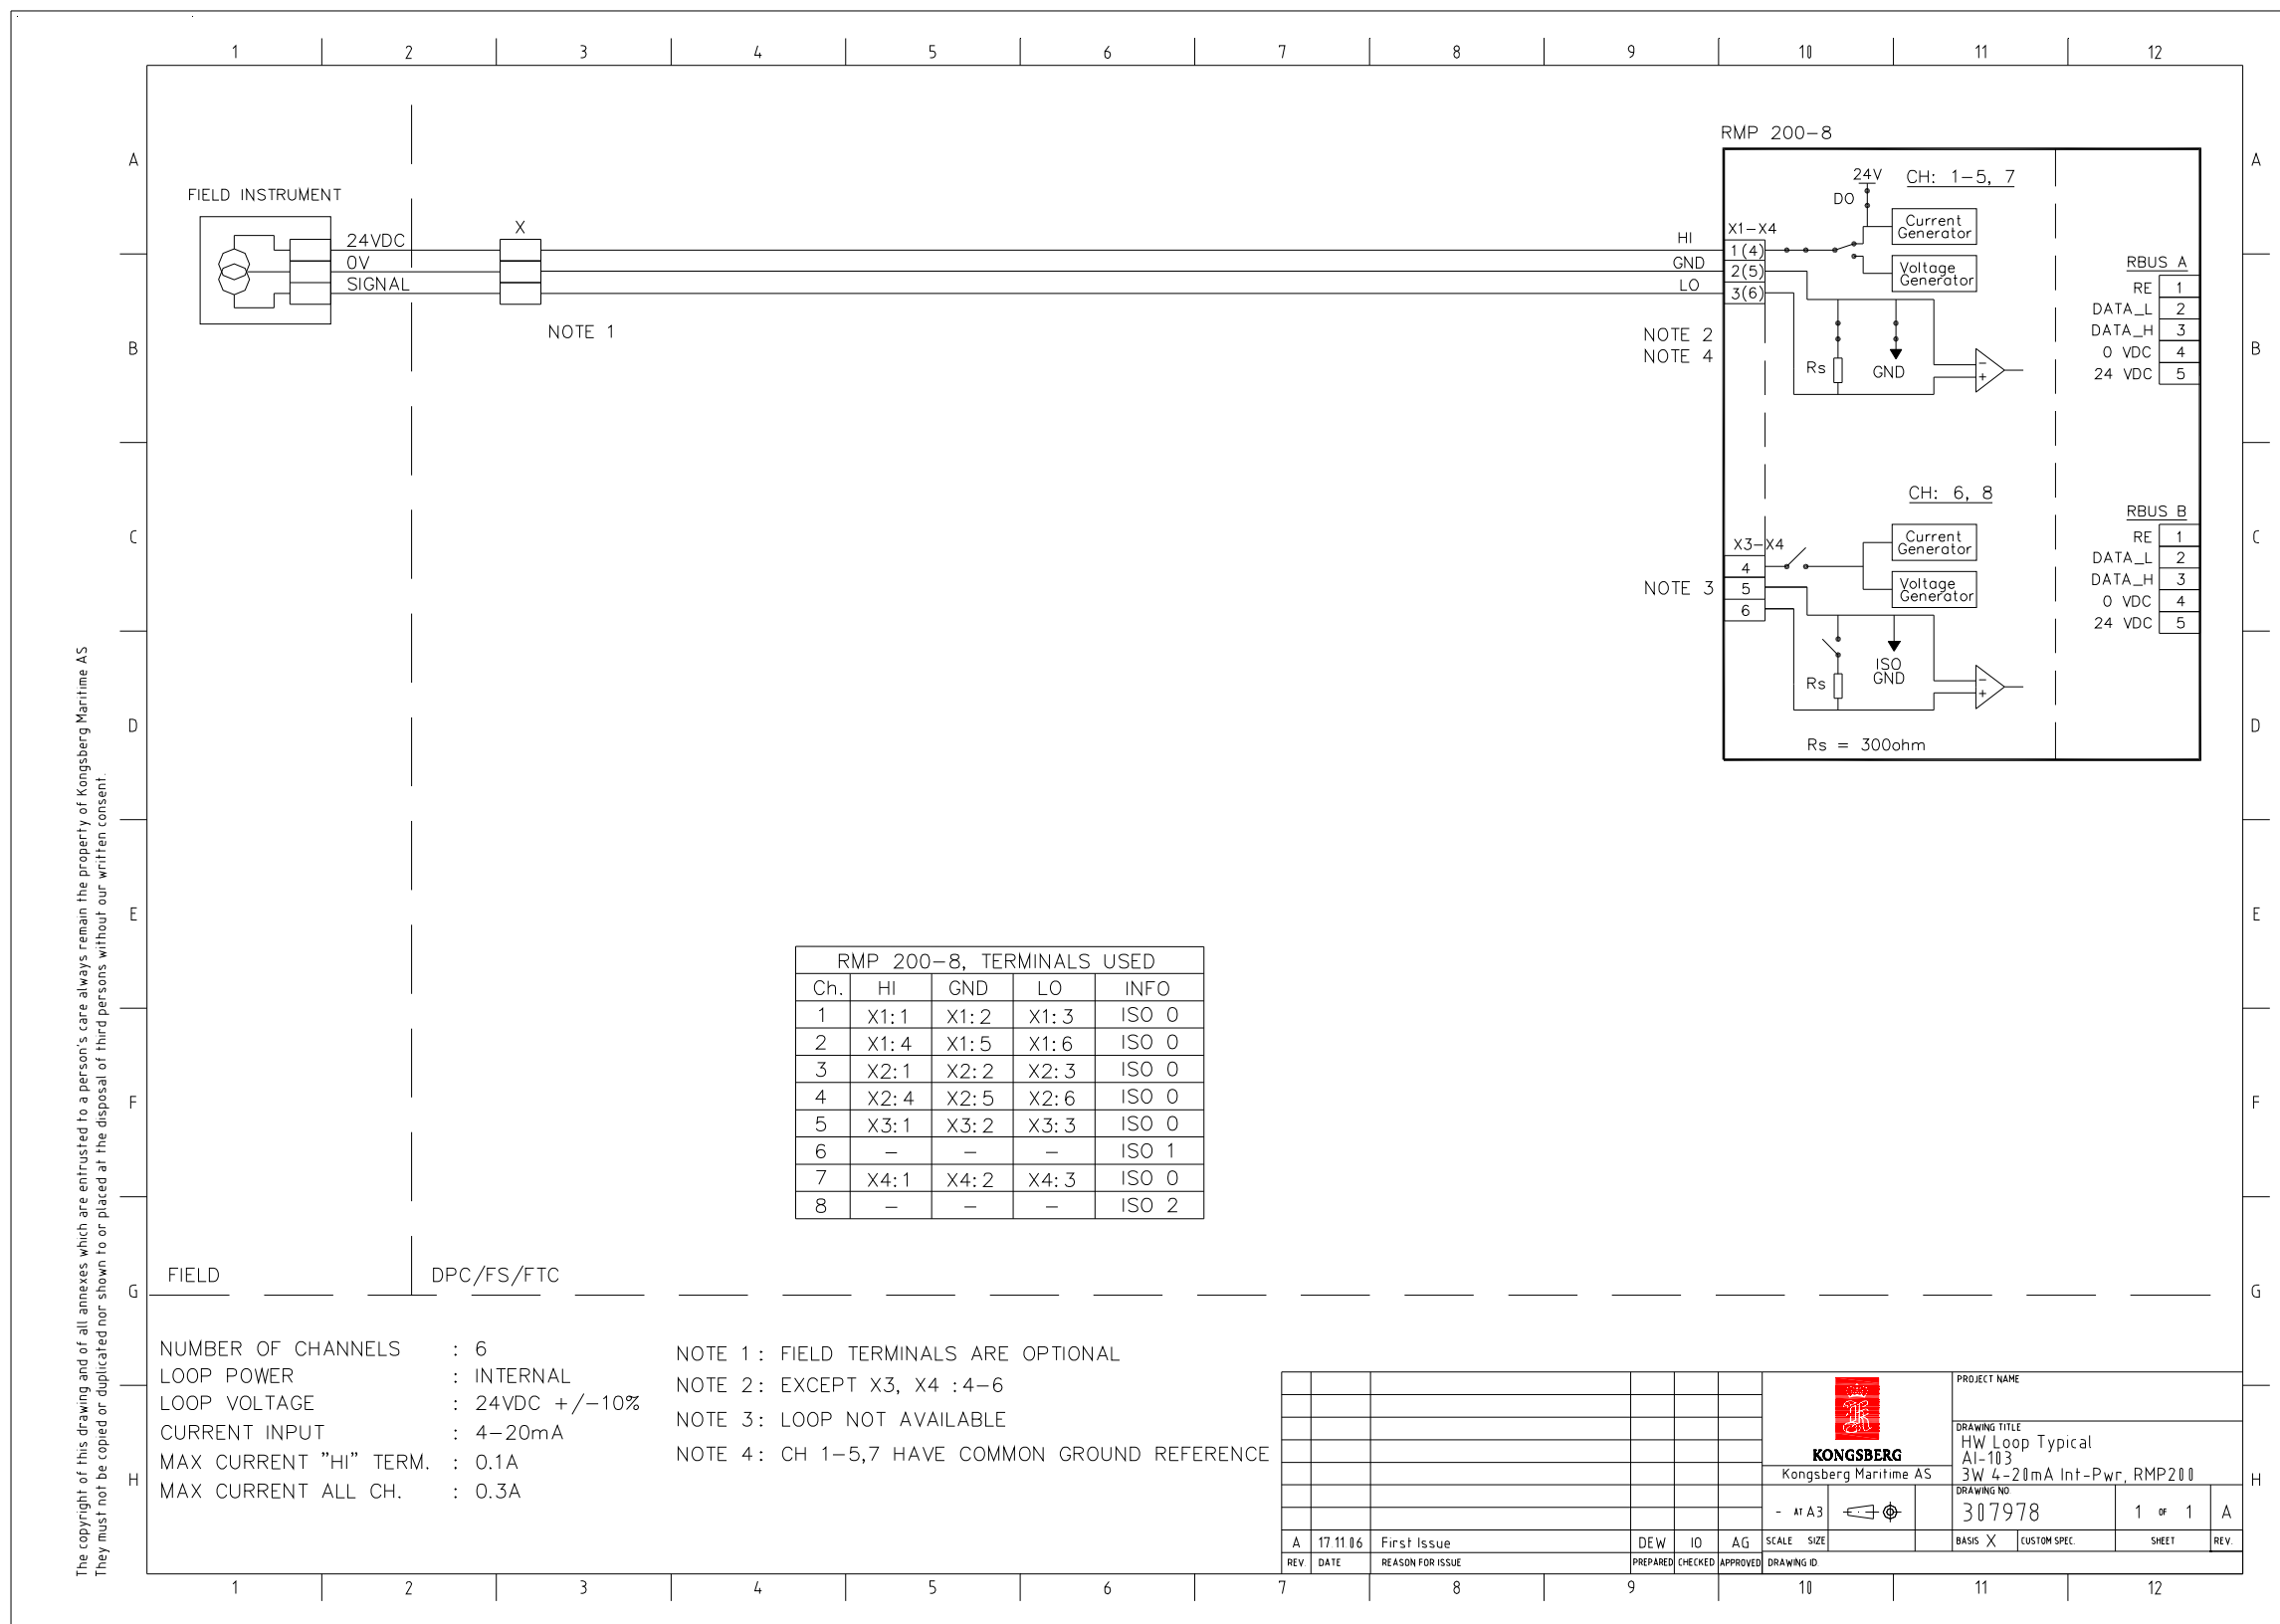 1 2 3 4 5 6 7 8 9 10 11 12
A A
B B
C C
D D
E E
F F
G G
H H
The copyright of this drawing and of all annexes which are entrusted to a person's care always remain the property of Kongsberg Maritime AS
They must not be copied or duplicated nor shown to or placed at the disposal of third persons without our written consent.
FIELD INSTRUMENT
24VDC
0V
SIGNAL
X
NOTE 1
RMP 200-8
HI
GND
LO
NOTE 2
NOTE 4
X1-X4
1(4)
2(5)
3(6)
24V
DO
CH: 1-5, 7
Current
Generator
Voltage
Generator
Rs
GND
-
+
RBUS A
RE 1
DATA_L 2
DATA_H 3
0 VDC 4
24 VDC 5
CH: 6, 8
NOTE 3
X3-X4
4
5
6
Current
Generator
Voltage
Generator
Rs
ISO
GND
-
+
Rs = 300ohm
RBUS B
RE 1
DATA_L 2
DATA_H 3
0 VDC 4
24 VDC 5
RMP 200-8, TERMINALS USED
Ch. HI GND LO INFO
1 X1:1 X1:2 X1:3 ISO 0
2 X1:4 X1:5 X1:6 ISO 0
3 X2:1 X2:2 X2:3 ISO 0
4 X2:4 X2:5 X2:6 ISO 0
5 X3:1 X3:2 X3:3 ISO 0
6 - - - ISO 1
7 X4:1 X4:2 X4:3 ISO 0
8 - - - ISO 2
FIELD
DPC/FS/FTC
NUMBER OF CHANNELS : 6
LOOP POWER : INTERNAL
LOOP VOLTAGE : 24VDC +/-10%
CURRENT INPUT : 4-20mA
MAX CURRENT "HI" TERM. : 0.1A
MAX CURRENT ALL CH. : 0.3A
NOTE 1: FIELD TERMINALS ARE OPTIONAL
NOTE 2: EXCEPT X3, X4 :4-6
NOTE 3: LOOP NOT AVAILABLE
NOTE 4: CH 1-5,7 HAVE COMMON GROUND REFERENCE
A 17.11.06 First Issue DEW IO AG
REV. DATE REASON FOR ISSUE PREPARED CHECKED APPROVED
KONGSBERG
Kongsberg Maritime AS
- AT A3
SCALE SIZE
DRAWING ID.
PROJECT NAME
DRAWING TITLE
HW Loop Typical
AI-103
3W 4-20mA Int-Pwr, RMP200
DRAWING NO.
307978 1 OF 1 A
BASIS X CUSTOM SPEC. SHEET REV.
1 2 3 4 5 6 7 8 9 10 11 12